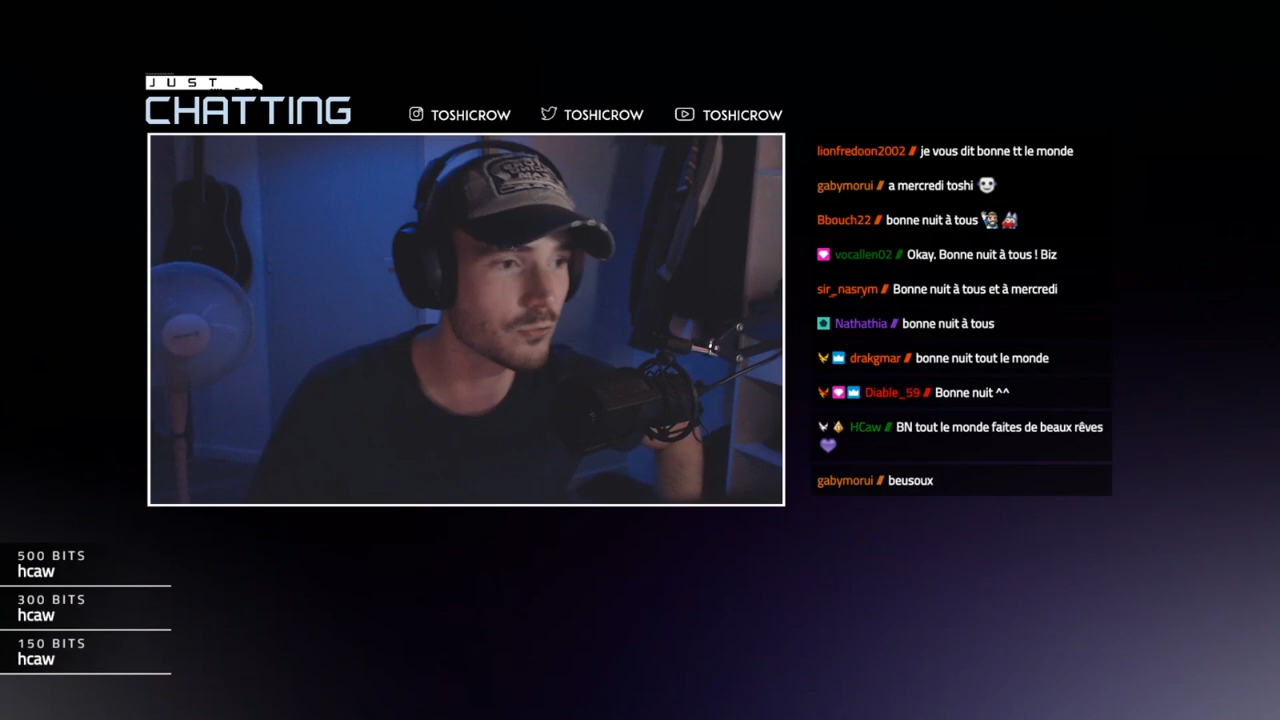 JUST
CHATTING
TOSHICROW TOSHICROW TOSHICROW
lionfredoon2002 // je vous dit bonne tt le monde
gabymorui // a mercredi toshi
Bbouch22 // bonne nuit à tous
vocallen02 // Okay. Bonne nuit à tous ! Biz
sir_nasrym // Bonne nuit à tous et à mercredi
Nathathia // bonne nuit à tous
drakgmar // bonne nuit tout le monde
Diable_59 // Bonne nuit ^^
HCaw // BN tout le monde faites de beaux rêves
gabymorui // beusoux
500 BITS
hcaw
300 BITS
hcaw
150 BITS
hcaw